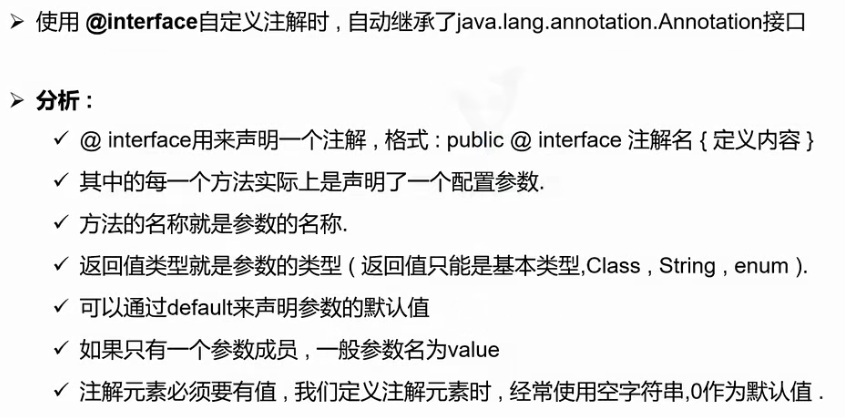 ➢ 使用 @interface自定义注解时 , 自动继承了java.lang.annotation.Annotation接口
➢ 分析 :
✓ @ interface用来声明一个注解 , 格式 : public @ interface 注解名 { 定义内容 }
✓ 其中的每一个方法实际上是声明了一个配置参数.
✓ 方法的名称就是参数的名称.
✓ 返回值类型就是参数的类型 ( 返回值只能是基本类型,Class , String , enum ).
✓ 可以通过default来声明参数的默认值
✓ 如果只有一个参数成员 , 一般参数名为value
✓ 注解元素必须要有值 , 我们定义注解元素时 , 经常使用空字符串,0作为默认值 .